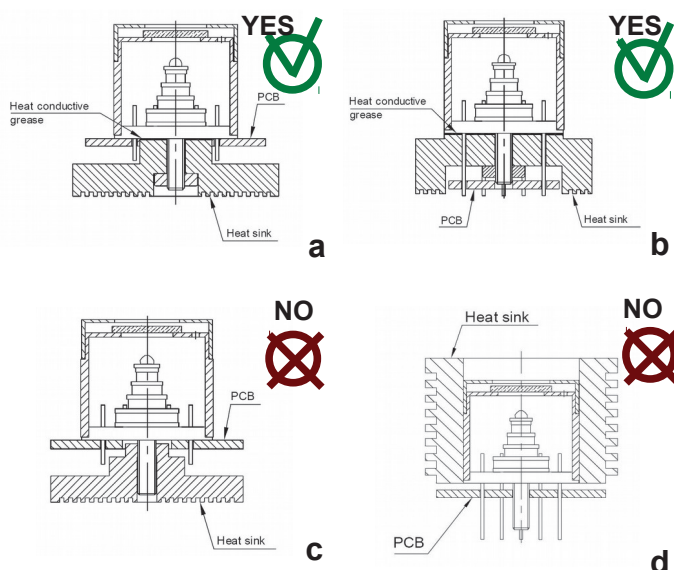 YES
Heat conductive
grease
PCB
Heat sink
a
YES
Heat conductive
grease
PCB
Heat sink
b
NO
PCB
Heat sink
c
NO
Heat sink
PCB
d